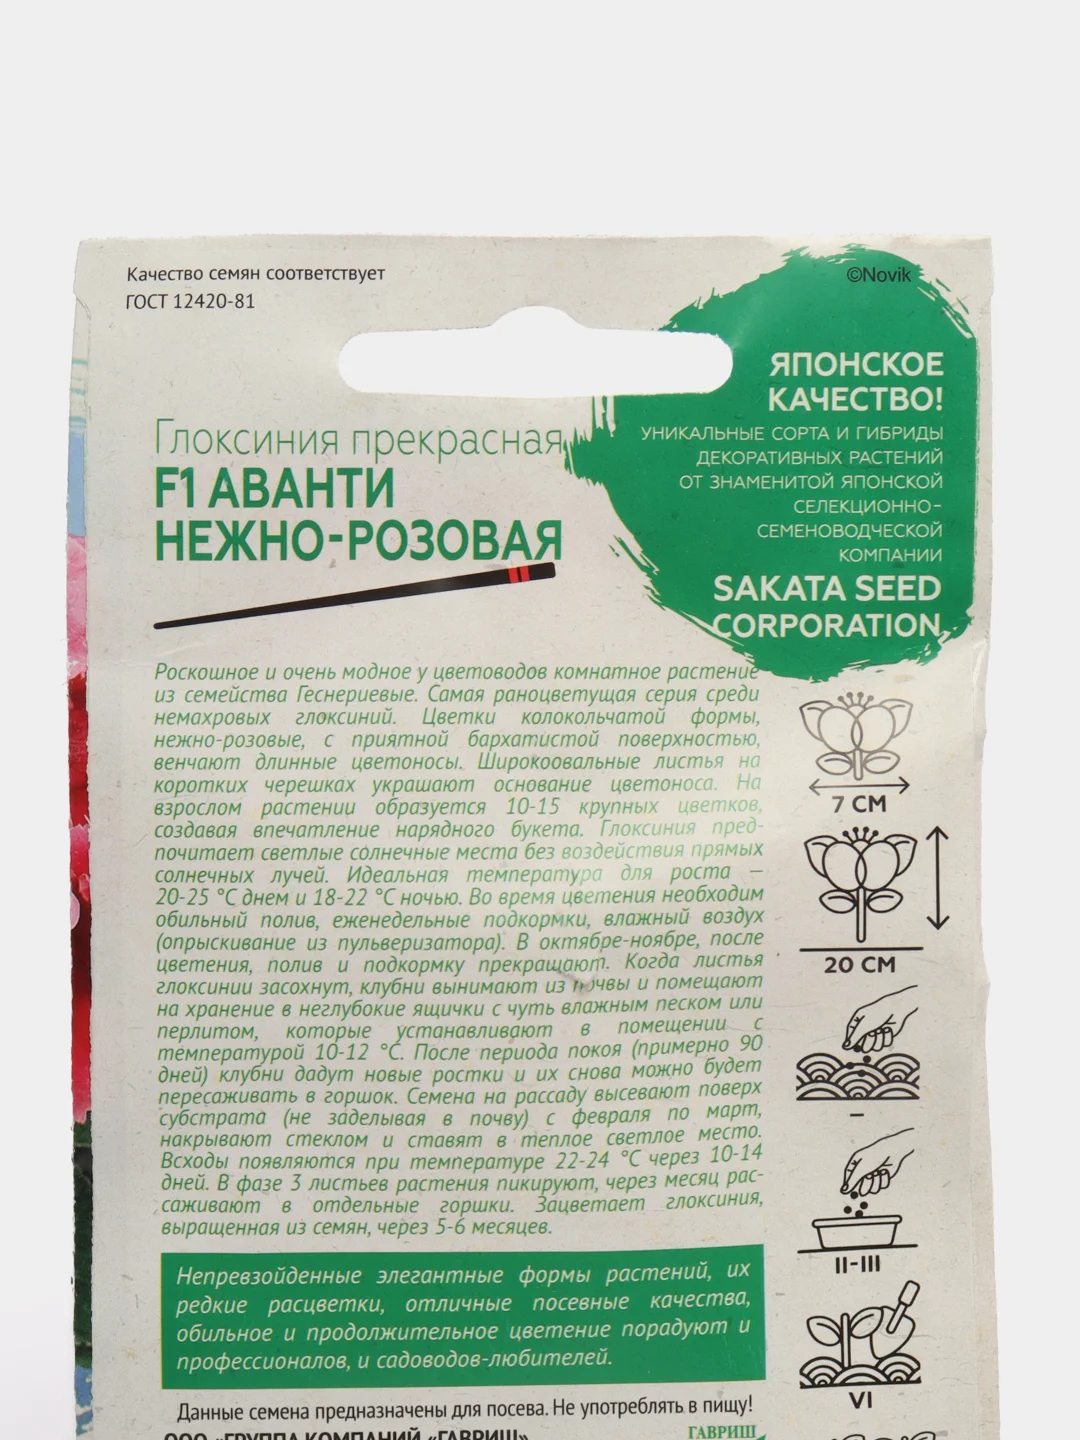 Качество семян соответствует
ГОСТ 12420-81
©Novik
ЯПОНСКОЕ
КАЧЕСТВО!
УНИКАЛЬНЫЕ СОРТА И ГИБРИДЫ
ДЕКОРАТИВНЫХ РАСТЕНИЙ
ОТ ЗНАМЕНИТОЙ ЯПОНСКОЙ
СЕЛЕКЦИОННО-
СЕМЕНОВОДЧЕСКОЙ
КОМПАНИИ
SAKATA SEED
CORPORATION
Глоксиния прекрасная
F1 АВАНТИ
НЕЖНО-РОЗОВАЯ
Роскошное и очень модное у цветоводов комнатное растение
из семейства Геснериевые. Самая раноцветущая серия среди
немахровых глоксиний. Цветки колокольчатой формы,
нежно-розовые, с приятной бархатистой поверхностью,
венчают длинные цветоносы. Широкоовальные листья на
коротких черешках украшают основание цветоноса. На
взрослом растении образуется 10-15 крупных цветков,
создавая впечатление нарядного букета. Глоксиния пред-
почитает светлые солнечные места без воздействия прямых
солнечных лучей. Идеальная температура для роста –
20-25 °С днем и 18-22 °С ночью. Во время цветения необходим
обильный полив, еженедельные подкормки, влажный воздух
(опрыскивание из пульверизатора). В октябре-ноябре, после
цветения, полив и подкормку прекращают. Когда листья
глоксинии засохнут, клубни вынимают из почвы и помещают
на хранение в неглубокие ящички с чуть влажным песком или
перлитом, которые устанавливают в помещении с
температурой 10-12 °С. После периода покоя (примерно 90
дней) клубни дадут новые ростки и их снова можно будет
пересаживать в горшок. Семена на рассаду высевают поверх
субстрата (не заделывая в почву) с февраля по март,
накрывают стеклом и ставят в теплое светлое место.
Всходы появляются при температуре 22-24 °С через 10-14
дней. В фазе 3 листьев растения пикируют, через месяц рас-
саживают в отдельные горшки. Зацветает глоксиния,
выращенная из семян, через 5-6 месяцев.
7 СМ
20 СМ
–
II-III
VI
Непревзойденные элегантные формы растений, их
редкие расцветки, отличные посевные качества,
обильное и продолжительное цветение порадуют и
профессионалов, и садоводов-любителей.
Данные семена предназначены для посева. Не употреблять в пищу!
ООО «ГРУППА КОМПАНИЙ «ГАВРИШ»
ГАВРИШ